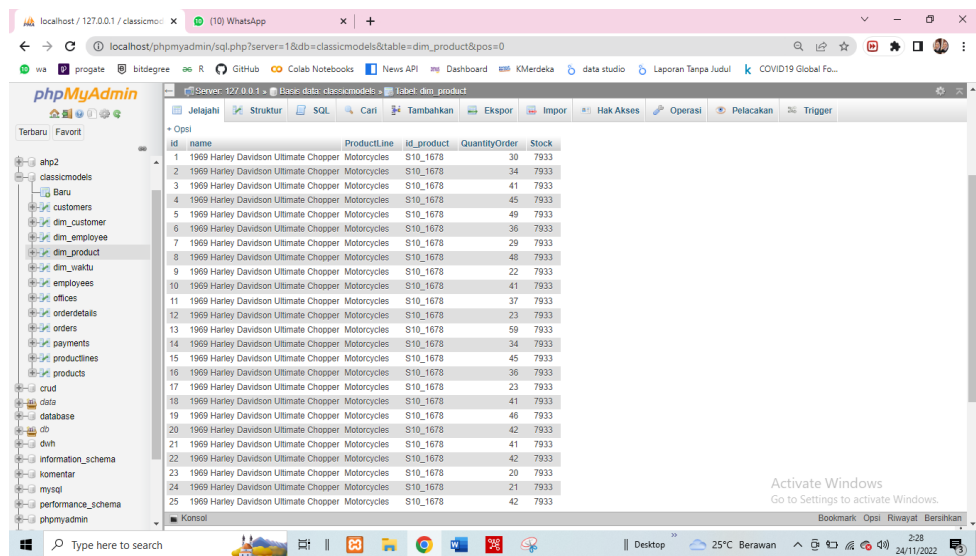 localhost / 127.0.0.1 / classicmod
(10) WhatsApp
localhost/phpmyadmin/sql.php?server=1&db=classicmodels&table=dim_product&pos=0
wa progate bitdegree R GitHub Colab Notebooks News API Dashboard KMerdeka data studio Laporan Tanpa Judul COVID19 Global Fo...
phpMyAdmin
Terbaru Favorit
ahp2
classicmodels
Baru
customers
dim_customer
dim_employee
dim_product
dim_waktu
employees
offices
orderdetails
orders
payments
productlines
products
crud
data
database
db
dwh
information_schema
komentar
mysql
performance_schema
phpmyadmin
Server: 127.0.0.1 » Basis data: classicmodels » Tabel: dim_product
Jelajahi Struktur SQL Cari Tambahkan Ekspor Impor Hak Akses Operasi Pelacakan Trigger
+ Opsi
id name ProductLine id_product QuantityOrder Stock
1 1969 Harley Davidson Ultimate Chopper Motorcycles S10_1678 30 7933
2 1969 Harley Davidson Ultimate Chopper Motorcycles S10_1678 34 7933
3 1969 Harley Davidson Ultimate Chopper Motorcycles S10_1678 41 7933
4 1969 Harley Davidson Ultimate Chopper Motorcycles S10_1678 45 7933
5 1969 Harley Davidson Ultimate Chopper Motorcycles S10_1678 49 7933
6 1969 Harley Davidson Ultimate Chopper Motorcycles S10_1678 36 7933
7 1969 Harley Davidson Ultimate Chopper Motorcycles S10_1678 29 7933
8 1969 Harley Davidson Ultimate Chopper Motorcycles S10_1678 48 7933
9 1969 Harley Davidson Ultimate Chopper Motorcycles S10_1678 22 7933
10 1969 Harley Davidson Ultimate Chopper Motorcycles S10_1678 41 7933
11 1969 Harley Davidson Ultimate Chopper Motorcycles S10_1678 37 7933
12 1969 Harley Davidson Ultimate Chopper Motorcycles S10_1678 23 7933
13 1969 Harley Davidson Ultimate Chopper Motorcycles S10_1678 59 7933
14 1969 Harley Davidson Ultimate Chopper Motorcycles S10_1678 34 7933
15 1969 Harley Davidson Ultimate Chopper Motorcycles S10_1678 45 7933
16 1969 Harley Davidson Ultimate Chopper Motorcycles S10_1678 36 7933
17 1969 Harley Davidson Ultimate Chopper Motorcycles S10_1678 23 7933
18 1969 Harley Davidson Ultimate Chopper Motorcycles S10_1678 41 7933
19 1969 Harley Davidson Ultimate Chopper Motorcycles S10_1678 46 7933
20 1969 Harley Davidson Ultimate Chopper Motorcycles S10_1678 42 7933
21 1969 Harley Davidson Ultimate Chopper Motorcycles S10_1678 41 7933
22 1969 Harley Davidson Ultimate Chopper Motorcycles S10_1678 42 7933
23 1969 Harley Davidson Ultimate Chopper Motorcycles S10_1678 20 7933
24 1969 Harley Davidson Ultimate Chopper Motorcycles S10_1678 21 7933
25 1969 Harley Davidson Ultimate Chopper Motorcycles S10_1678 42 7933
Activate Windows
Go to Settings to activate Windows.
Konsol Bookmark Opsi Riwayat Bersihkan
Type here to search Desktop 25°C Berawan 2:28
24/11/2022